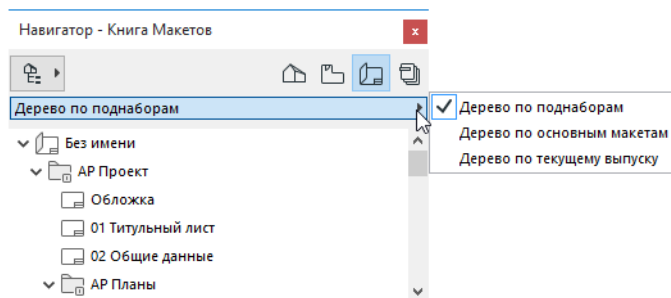 Навигатор - Книга Макетов
x
Дерево по поднаборам
Дерево по поднаборам
Дерево по основным макетам
Дерево по текущему выпуску
Без имени
АР Проект
Обложка
01 Титульный лист
02 Общие данные
АР Планы